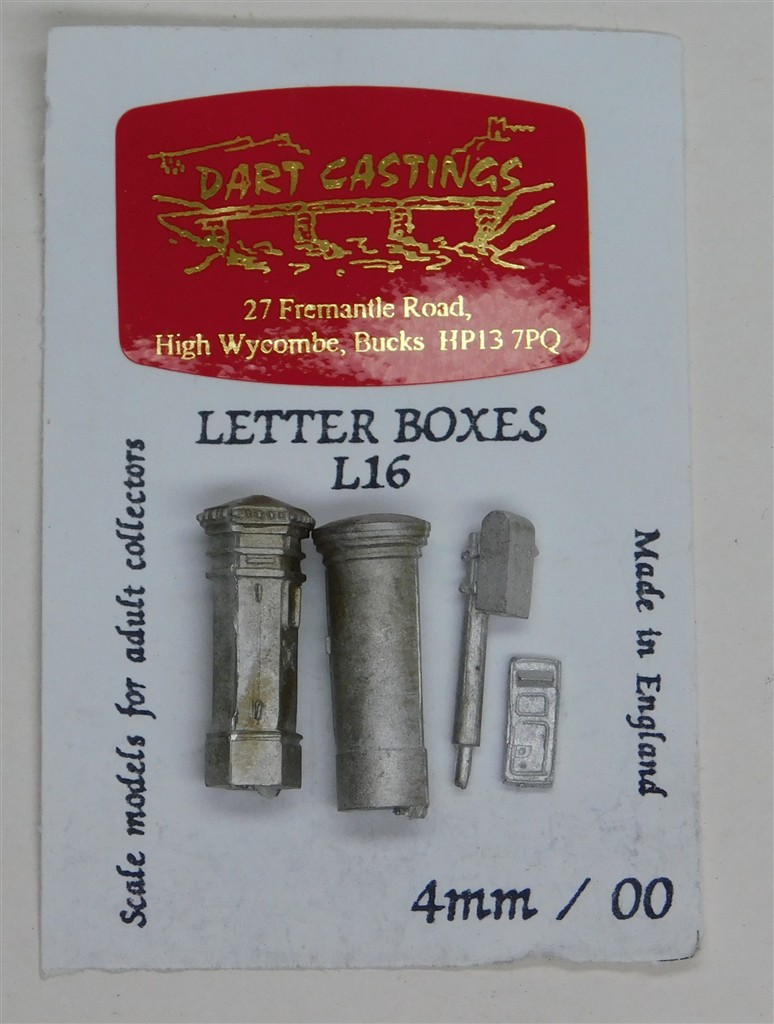 DART CASTINGS
27 Fremantle Road,
High Wycombe, Bucks HP13 7PQ
LETTER BOXES
L16
Scale models for adult collectors
Made in England
4mm / 00